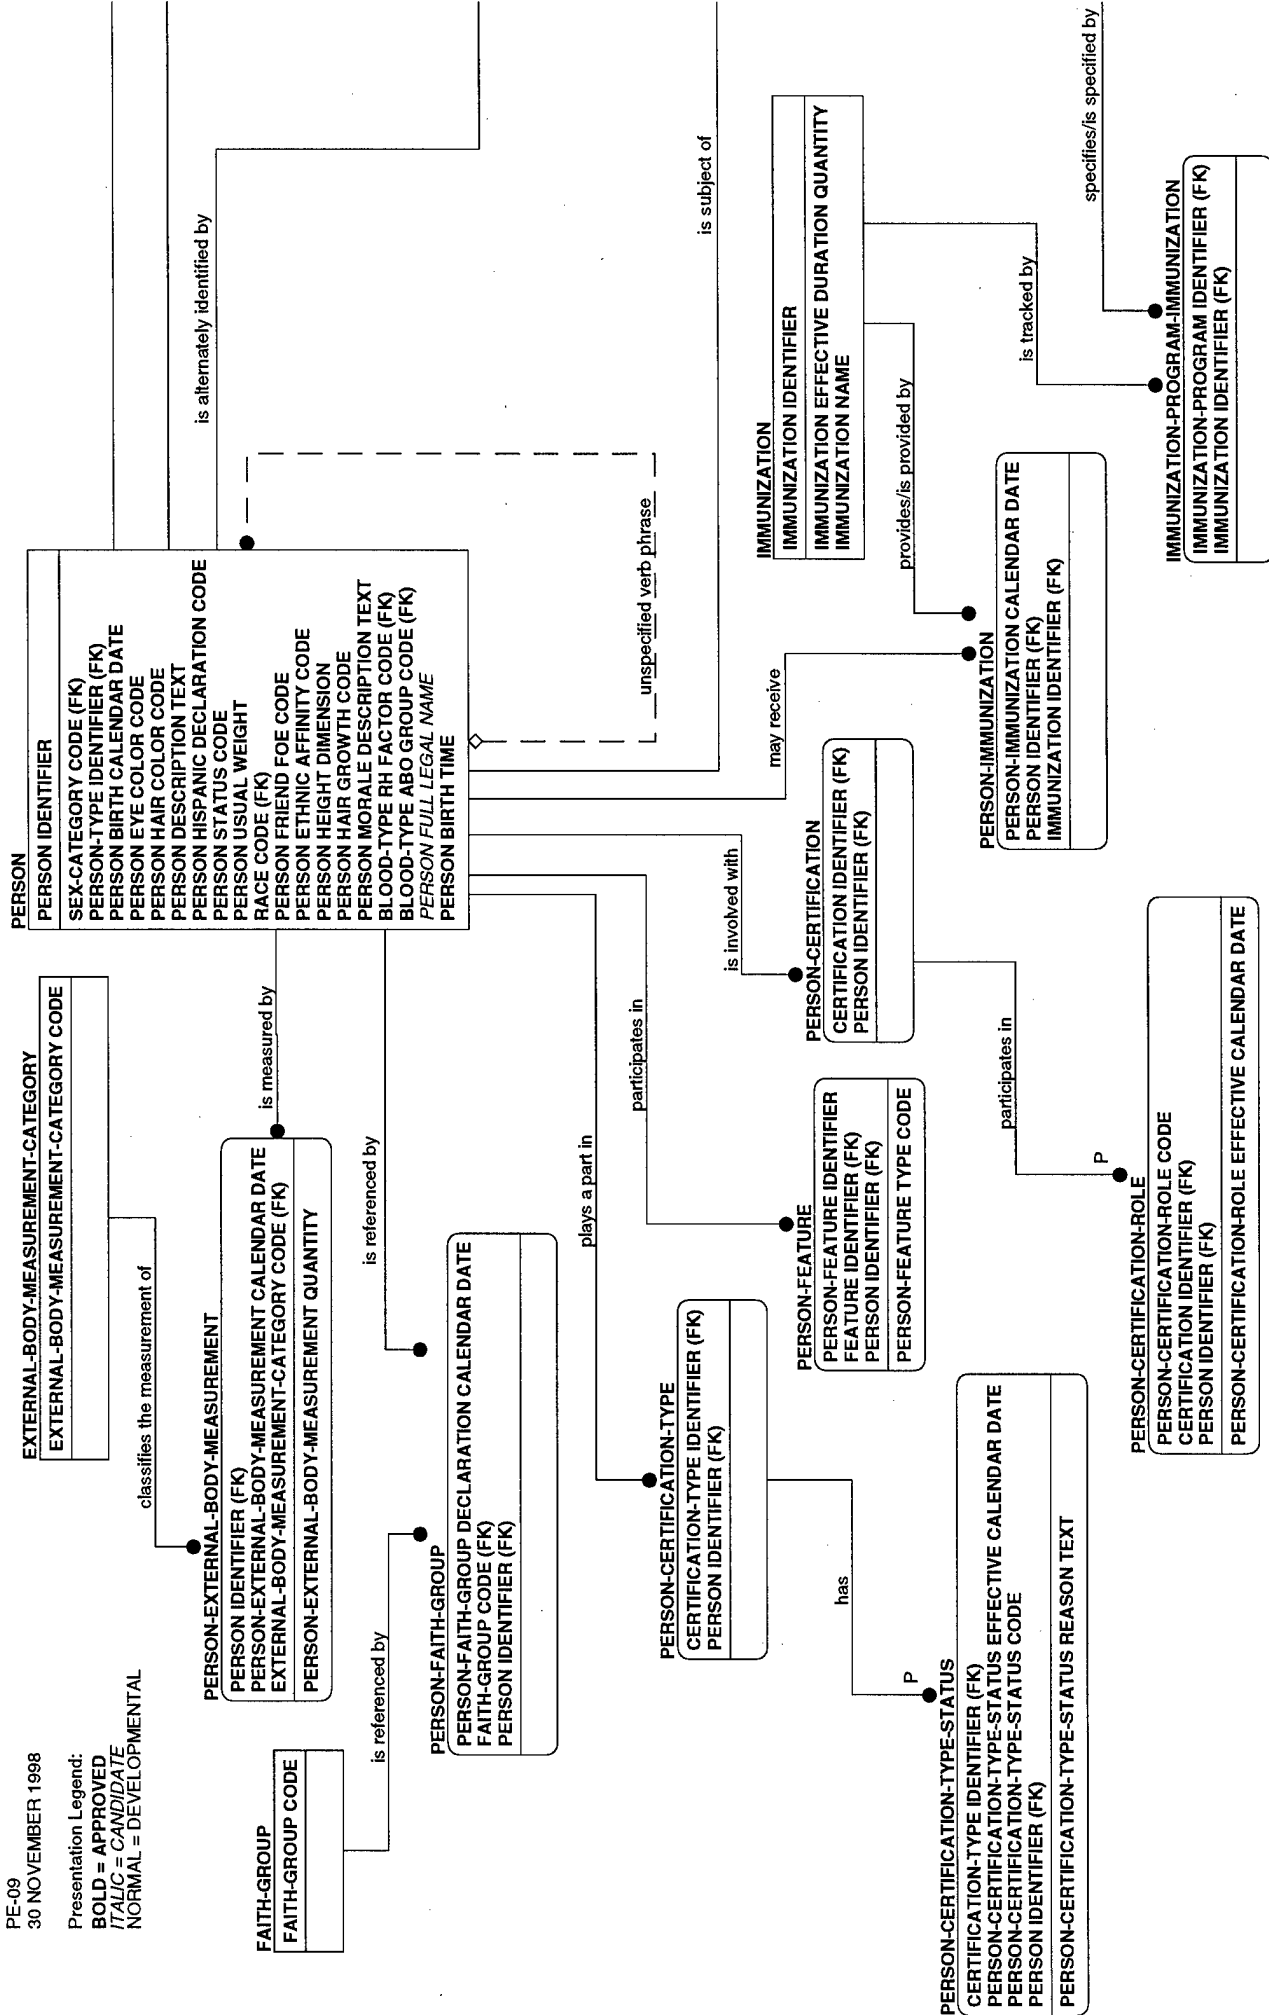 PE-09
30 NOVEMBER 1998
Presentation Legend:
BOLD = APPROVED
ITALIC = CANDIDATE
NORMAL = DEVELOPMENTAL
EXTERNAL-BODY-MEASUREMENT-CATEGORY
EXTERNAL-BODY-MEASUREMENT-CATEGORY CODE
classifies the measurement of
PERSON
PERSON IDENTIFIER
SEX-CATEGORY CODE (FK)
PERSON-TYPE IDENTIFIER (FK)
PERSON BIRTH CALENDAR DATE
PERSON EYE COLOR CODE
PERSON HAIR COLOR CODE
PERSON DESCRIPTION TEXT
PERSON HISPANIC DECLARATION CODE
PERSON STATUS CODE
PERSON USUAL WEIGHT
RACE CODE (FK)
PERSON FRIEND FOE CODE
PERSON ETHNIC AFFINITY CODE
PERSON HEIGHT DIMENSION
PERSON HAIR GROWTH CODE
PERSON MORALE DESCRIPTION TEXT
BLOOD-TYPE RH FACTOR CODE (FK)
BLOOD-TYPE ABO GROUP CODE (FK)
PERSON FULL LEGAL NAME
PERSON BIRTH TIME
is alternately identified by
unspecified verb phrase
is subject of
PERSON-EXTERNAL-BODY-MEASUREMENT
PERSON IDENTIFIER (FK)
PERSON-EXTERNAL-BODY-MEASUREMENT CALENDAR DATE
EXTERNAL-BODY-MEASUREMENT-CATEGORY CODE (FK)
PERSON-EXTERNAL-BODY-MEASUREMENT QUANTITY
is measured by
FAITH-GROUP
FAITH-GROUP CODE
is referenced by
is referenced by
PERSON-FAITH-GROUP
PERSON-FAITH-GROUP DECLARATION CALENDAR DATE
FAITH-GROUP CODE (FK)
PERSON IDENTIFIER (FK)
plays a part in
participates in
is involved with
may receive
PERSON-CERTIFICATION-TYPE
CERTIFICATION-TYPE IDENTIFIER (FK)
PERSON IDENTIFIER (FK)
has
P
PERSON-FEATURE
PERSON-FEATURE IDENTIFIER
FEATURE IDENTIFIER (FK)
PERSON IDENTIFIER (FK)
PERSON-FEATURE TYPE CODE
PERSON-CERTIFICATION
CERTIFICATION IDENTIFIER (FK)
PERSON IDENTIFIER (FK)
participates in
P
IMMUNIZATION
IMMUNIZATION IDENTIFIER
IMMUNIZATION EFFECTIVE DURATION QUANTITY
IMMUNIZATION NAME
provides/is provided by
is tracked by
specifies/is specified by
PERSON-CERTIFICATION-TYPE-STATUS
CERTIFICATION-TYPE IDENTIFIER (FK)
PERSON-CERTIFICATION-TYPE-STATUS EFFECTIVE CALENDAR DATE
PERSON-CERTIFICATION-TYPE-STATUS CODE
PERSON IDENTIFIER (FK)
PERSON-CERTIFICATION-TYPE-STATUS REASON TEXT
PERSON-CERTIFICATION-ROLE
PERSON-CERTIFICATION-ROLE CODE
CERTIFICATION IDENTIFIER (FK)
PERSON IDENTIFIER (FK)
PERSON-CERTIFICATION-ROLE EFFECTIVE CALENDAR DATE
PERSON-IMMUNIZATION
PERSON-IMMUNIZATION CALENDAR DATE
PERSON IDENTIFIER (FK)
IMMUNIZATION IDENTIFIER (FK)
IMMUNIZATION-PROGRAM-IMMUNIZATION
IMMUNIZATION-PROGRAM IDENTIFIER (FK)
IMMUNIZATION IDENTIFIER (FK)